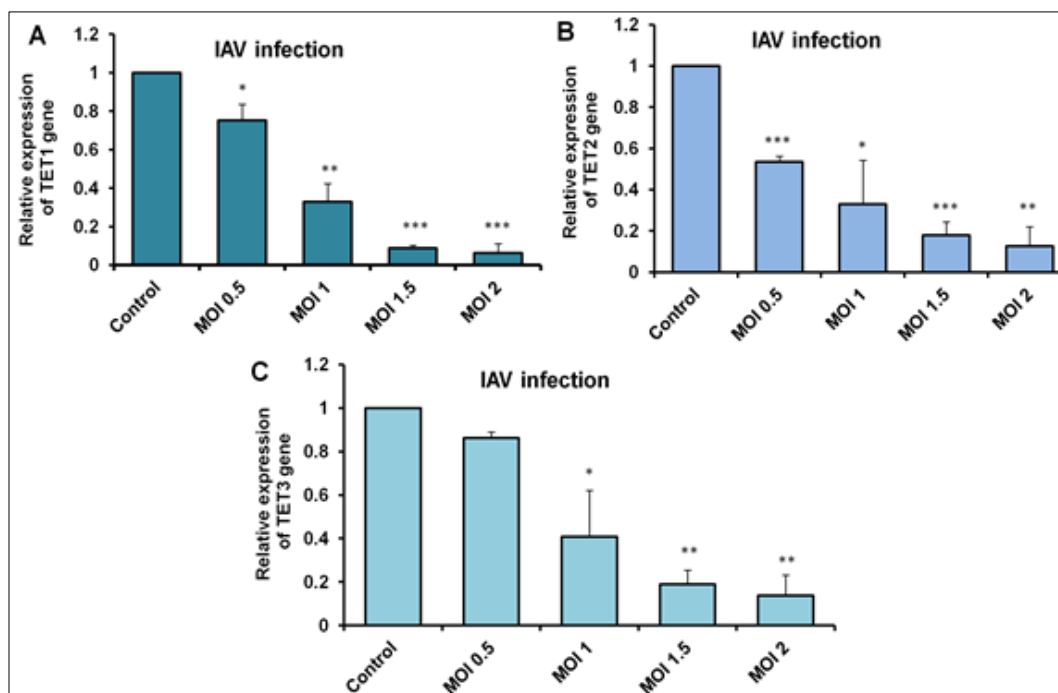 A
IAV infection
Relative expression
of TET1 gene
1.2
1
0.8
0.6
0.4
0.2
0
*
**
***
***
Control
MOI 0.5
MOI 1
MOI 1.5
MOI 2
B
IAV infection
Relative expression
of TET2 gene
1.2
1
0.8
0.6
0.4
0.2
0
***
*
***
**
Control
MOI 0.5
MOI 1
MOI 1.5
MOI 2
C
IAV infection
Relative expression
of TET3 gene
1.2
1
0.8
0.6
0.4
0.2
0
*
**
**
Control
MOI 0.5
MOI 1
MOI 1.5
MOI 2